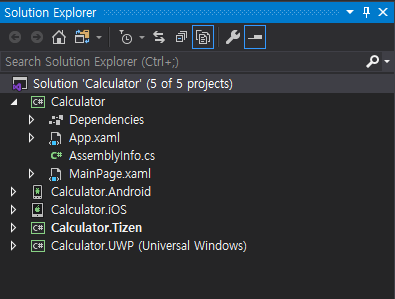 Solution Explorer
Search Solution Explorer (Ctrl+;)
Solution 'Calculator' (5 of 5 projects)
C# Calculator
Dependencies
App.xaml
C# AssemblyInfo.cs
MainPage.xaml
Calculator.Android
Calculator.iOS
C# Calculator.Tizen
C# Calculator.UWP (Universal Windows)